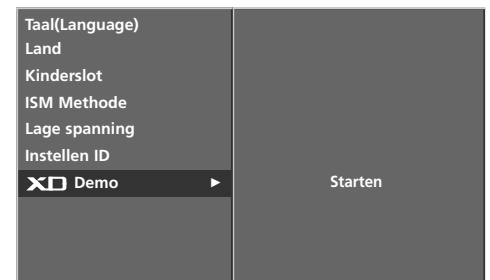 Taal(Language)
Land
Kinderslot
ISM Methode
Lage spanning
Instellen ID
XD Demo ► Starten